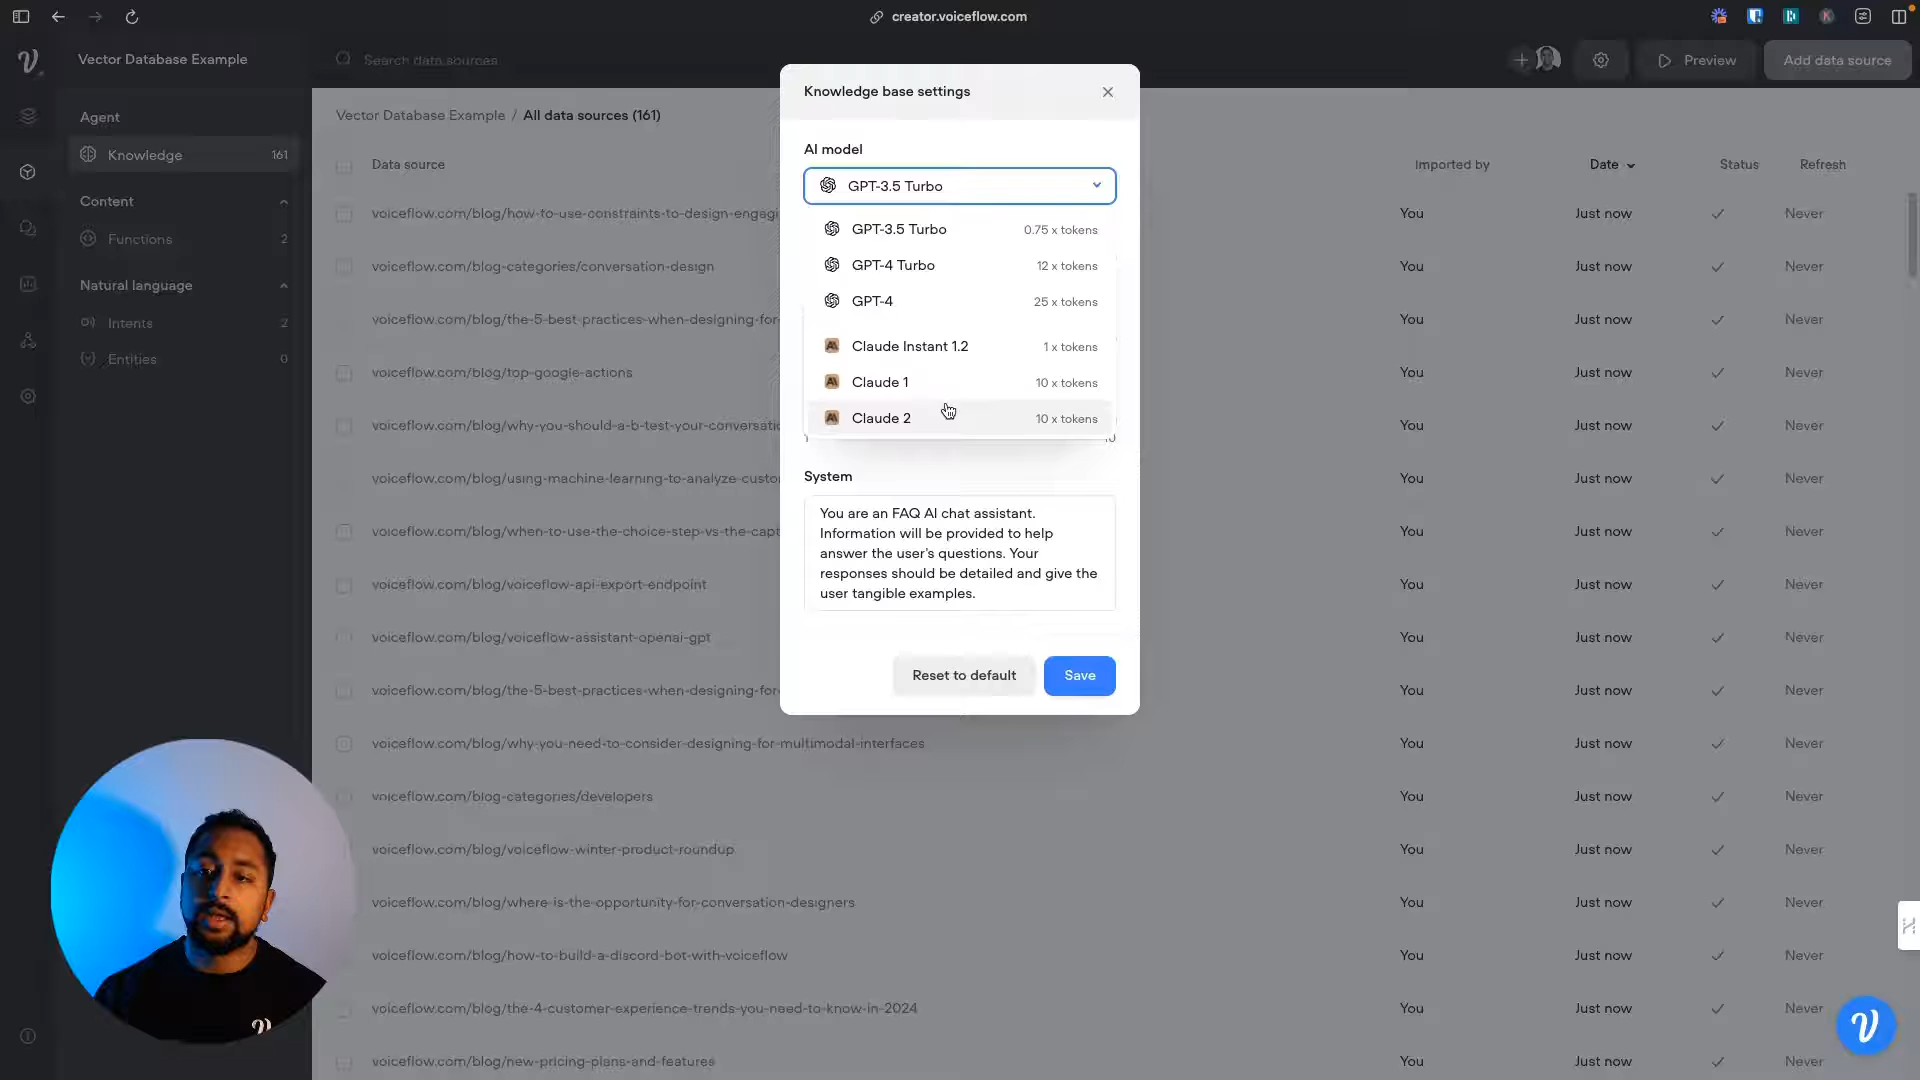 creator.voiceflow.com
Vector Database Example
Search data sources
Preview
Add data source
Agent
Knowledge 161
Content
Functions 2
Natural language
Intents 2
Entities 0
Vector Database Example / All data sources (161)
Data source Imported by Date Status Refresh
voiceflow.com/blog/how-to-use-constraints-to-design-engagi You Just now Never
voiceflow.com/blog-categories/conversation-design You Just now Never
voiceflow.com/blog/the-5-best-practices-when-designing-for- You Just now Never
voiceflow.com/blog/top-google-actions You Just now Never
voiceflow.com/blog/why-you-should-a-b-test-your-conversati You Just now Never
voiceflow.com/blog/using-machine-learning-to-analyze-custo You Just now Never
voiceflow.com/blog/when-to-use-the-choice-step-vs-the-capt You Just now Never
voiceflow.com/blog/voiceflow-api-export-endpoint You Just now Never
voiceflow.com/blog/voiceflow-assistant-openai-gpt You Just now Never
voiceflow.com/blog/the-5-best-practices-when-designing-for- You Just now Never
voiceflow.com/blog/why-you-need-to-consider-designing-for-multimodal-interfaces You Just now Never
voiceflow.com/blog-categories/developers You Just now Never
voiceflow.com/blog/voiceflow-winter-product-roundup You Just now Never
voiceflow.com/blog/where-is-the-opportunity-for-conversation-designers You Just now Never
voiceflow.com/blog/how-to-build-a-discord-bot-with-voiceflow You Just now Never
voiceflow.com/blog/the-4-customer-experience-trends-you-need-to-know-in-2024 You Just now Never
voiceflow.com/blog/new-pricing-plans-and-features You Just now Never
Knowledge base settings
AI model
GPT-3.5 Turbo
GPT-3.5 Turbo 0.75 x tokens
GPT-4 Turbo 12 x tokens
GPT-4 25 x tokens
Claude Instant 1.2 1 x tokens
Claude 1 10 x tokens
Claude 2 10 x tokens
1 10
System
You are an FAQ AI chat assistant.
Information will be provided to help
answer the user's questions. Your
responses should be detailed and give the
user tangible examples.
Reset to default
Save